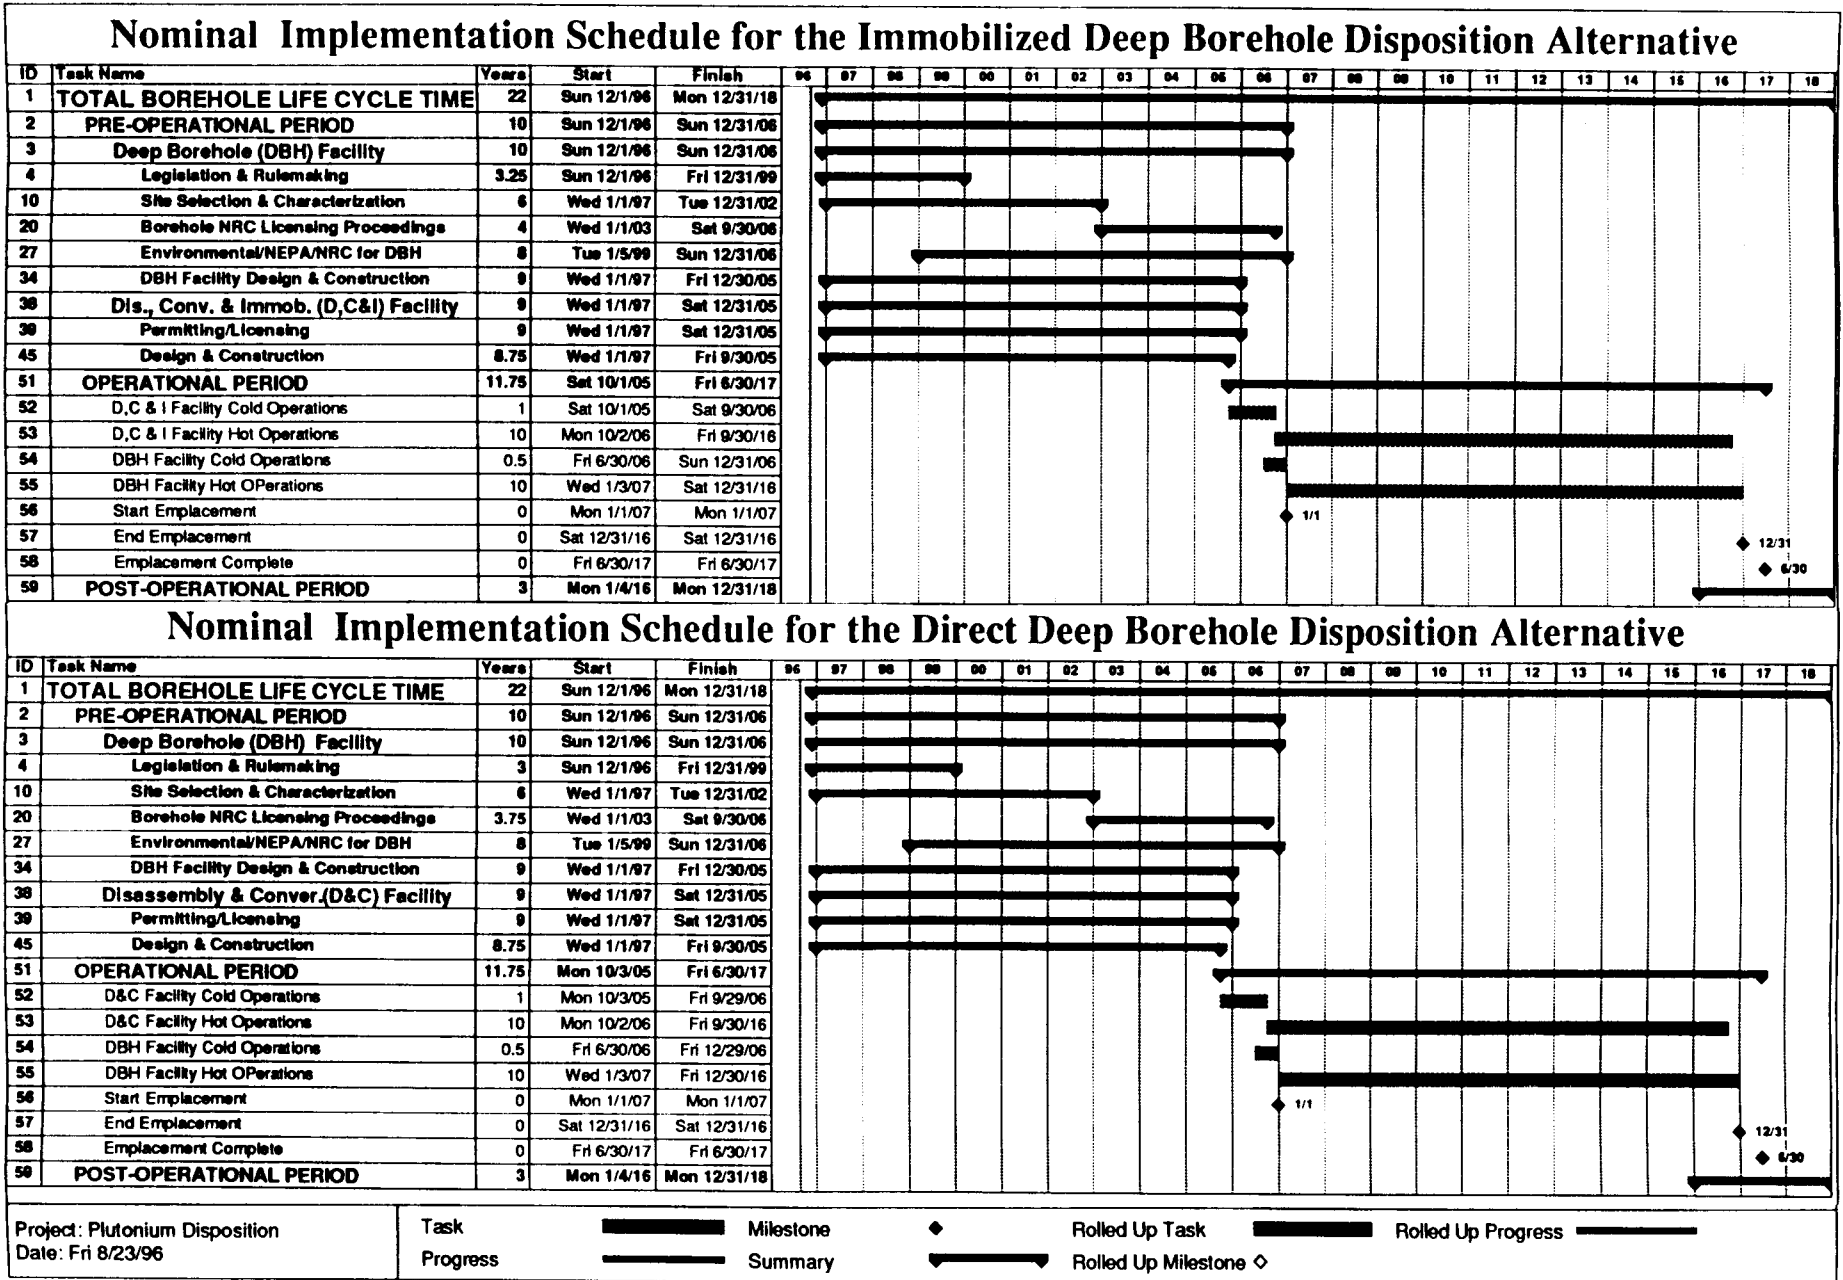 Nominal Implementation Schedule for the Immobilized Deep Borehole Disposition Alternative
ID Task Name Years Start Finish 96 97 98 99 00 01 02 03 04 05 06 07 08 09 10 11 12 13 14 15 16 17 18
1 TOTAL BOREHOLE LIFE CYCLE TIME 22 Sun 12/1/96 Mon 12/31/18
2 PRE-OPERATIONAL PERIOD 10 Sun 12/1/96 Sun 12/31/06
3 Deep Borehole (DBH) Facility 10 Sun 12/1/96 Sun 12/31/06
4 Legislation & Rulemaking 3.25 Sun 12/1/96 Fri 12/31/99
10 Site Selection & Characterization 6 Wed 1/1/97 Tue 12/31/02
20 Borehole NRC Licensing Proceedings 4 Wed 1/1/03 Sat 9/30/06
27 Environmental/NEPA/NRC for DBH 8 Tue 1/5/99 Sun 12/31/06
34 DBH Facility Design & Construction 9 Wed 1/1/97 Fri 12/30/05
38 Dis., Conv. & Immob. (D,C&I) Facility 9 Wed 1/1/97 Sat 12/31/05
39 Permitting/Licensing 9 Wed 1/1/97 Sat 12/31/05
45 Design & Construction 8.75 Wed 1/1/97 Fri 9/30/05
51 OPERATIONAL PERIOD 11.75 Sat 10/1/05 Fri 6/30/17
52 D,C & I Facility Cold Operations 1 Sat 10/1/05 Sat 9/30/06
53 D,C & I Facility Hot Operations 10 Mon 10/2/06 Fri 9/30/16
54 DBH Facility Cold Operations 0.5 Fri 6/30/06 Sun 12/31/06
55 DBH Facility Hot OPerations 10 Wed 1/3/07 Sat 12/31/16
56 Start Emplacement 0 Mon 1/1/07 Mon 1/1/07 1/1
57 End Emplacement 0 Sat 12/31/16 Sat 12/31/16 12/31
58 Emplacement Complete 0 Fri 6/30/17 Fri 6/30/17 6/30
59 POST-OPERATIONAL PERIOD 3 Mon 1/4/16 Mon 12/31/18
Nominal Implementation Schedule for the Direct Deep Borehole Disposition Alternative
ID Task Name Years Start Finish 96 97 98 99 00 01 02 03 04 05 06 07 08 09 10 11 12 13 14 15 16 17 18
1 TOTAL BOREHOLE LIFE CYCLE TIME 22 Sun 12/1/96 Mon 12/31/18
2 PRE-OPERATIONAL PERIOD 10 Sun 12/1/96 Sun 12/31/06
3 Deep Borehole (DBH) Facility 10 Sun 12/1/96 Sun 12/31/06
4 Legislation & Rulemaking 3 Sun 12/1/96 Fri 12/31/99
10 Site Selection & Characterization 6 Wed 1/1/97 Tue 12/31/02
20 Borehole NRC Licensing Proceedings 3.75 Wed 1/1/03 Sat 9/30/06
27 Environmental/NEPA/NRC for DBH 8 Tue 1/5/99 Sun 12/31/06
34 DBH Facility Design & Construction 9 Wed 1/1/97 Fri 12/30/05
38 Disassembly & Conver.(D&C) Facility 9 Wed 1/1/97 Sat 12/31/05
39 Permitting/Licensing 9 Wed 1/1/97 Sat 12/31/05
45 Design & Construction 8.75 Wed 1/1/97 Fri 9/30/05
51 OPERATIONAL PERIOD 11.75 Mon 10/3/05 Fri 6/30/17
52 D&C Facility Cold Operations 1 Mon 10/3/05 Fri 9/29/06
53 D&C Facility Hot Operations 10 Mon 10/2/06 Fri 9/30/16
54 DBH Facility Cold Operations 0.5 Fri 6/30/06 Fri 12/29/06
55 DBH Facility Hot OPerations 10 Wed 1/3/07 Fri 12/30/16
56 Start Emplacement 0 Mon 1/1/07 Mon 1/1/07 1/1
57 End Emplacement 0 Sat 12/31/16 Sat 12/31/16 12/31
58 Emplacement Complete 0 Fri 6/30/17 Fri 6/30/17 6/30
59 POST-OPERATIONAL PERIOD 3 Mon 1/4/16 Mon 12/31/18
Project: Plutonium Disposition
Date: Fri 8/23/96
Task Milestone Rolled Up Task Rolled Up Progress
Progress Summary Rolled Up Milestone